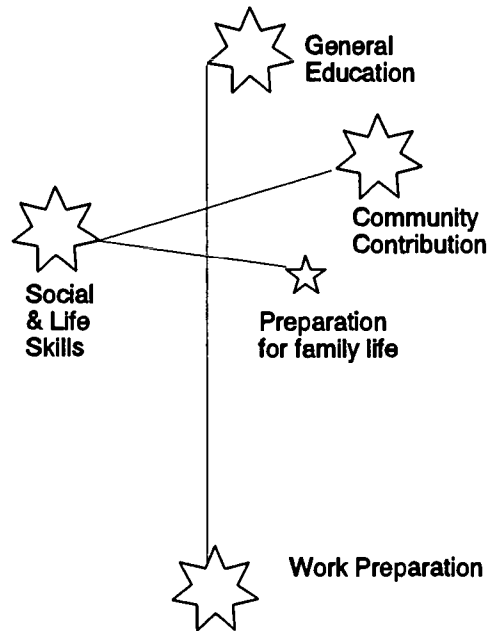 General
Education
Community
Contribution
Social
& Life
Skills
Preparation
for family life
Work Preparation